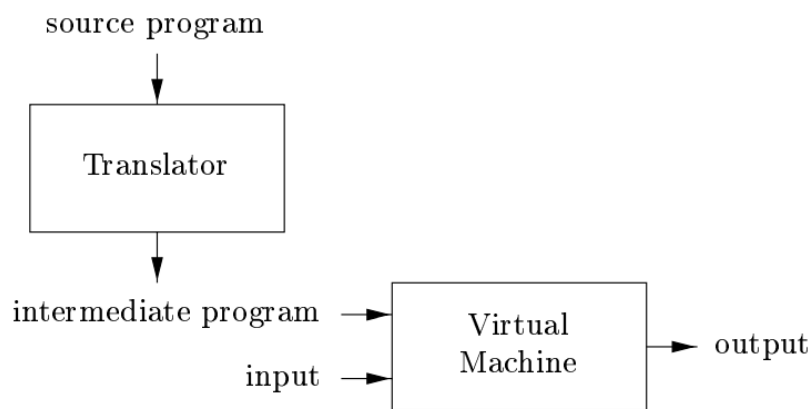 source program
Translator
intermediate program
Virtual
Machine
input
output